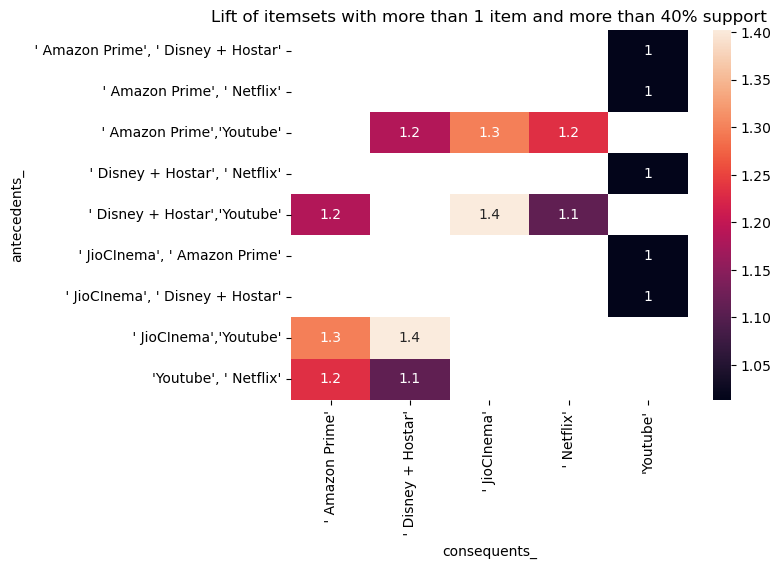 Lift of itemsets with more than 1 item and more than 40% support
antecedents_
' Amazon Prime', ' Disney + Hostar'
1
' Amazon Prime', ' Netflix'
1
' Amazon Prime','Youtube'
1.2 1.3 1.2
' Disney + Hostar', ' Netflix'
1
' Disney + Hostar','Youtube'
1.2 1.4 1.1
' JioCInema', ' Amazon Prime'
1
' JioCInema', ' Disney + Hostar'
1
' JioCInema','Youtube'
1.3 1.4
'Youtube', ' Netflix'
1.2 1.1
' Amazon Prime'
' Disney + Hostar'
' JioCInema'
' Netflix'
'Youtube'
consequents_
1.40
1.35
1.30
1.25
1.20
1.15
1.10
1.05